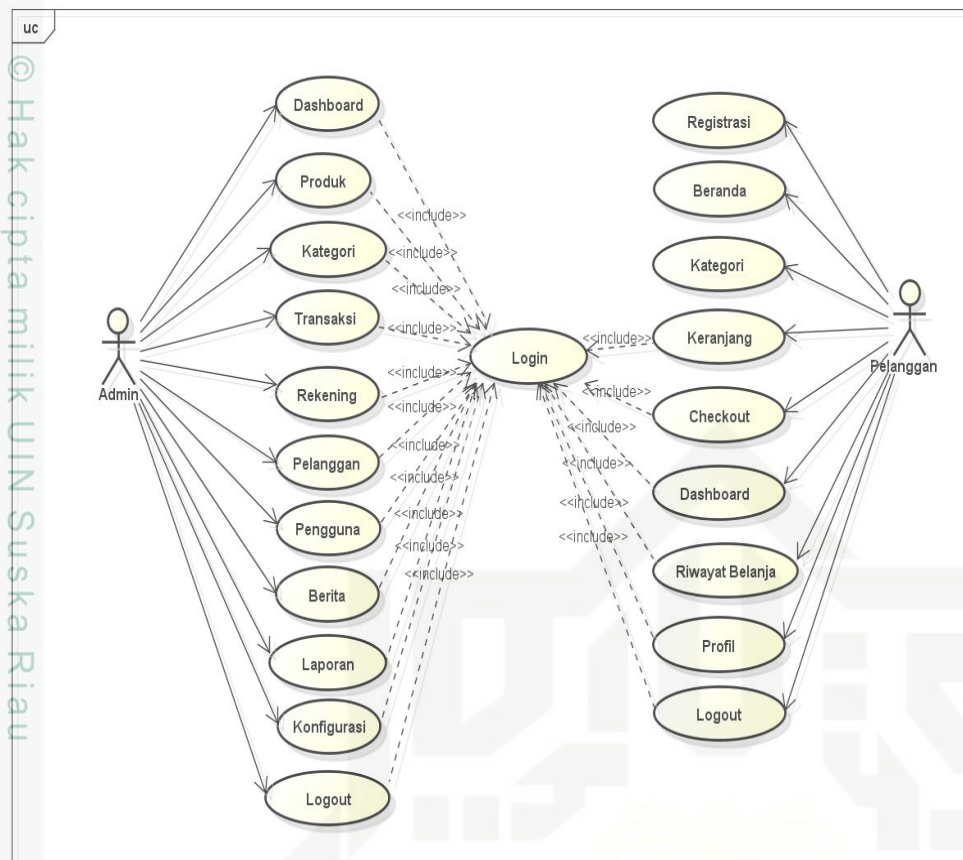 uc
© Hak cipta milik UIN Suska Riau
Dashboard
Produk
Kategori
Transaksi
Rekening
Pelanggan
Pengguna
Berita
Laporan
Konfigurasi
Logout
Admin
<<include>>
<<include>>
<<include>>
<<include>>
<<include>>
<<include>>
<<include>>
<<include>>
<<include>>
<<include>>
<<include>>
Login
<<include>>
<<include>>
<<include>>
<<include>>
<<include>>
<<include>>
Registrasi
Beranda
Kategori
Keranjang
Checkout
Dashboard
Riwayat Belanja
Profil
Logout
Pelanggan